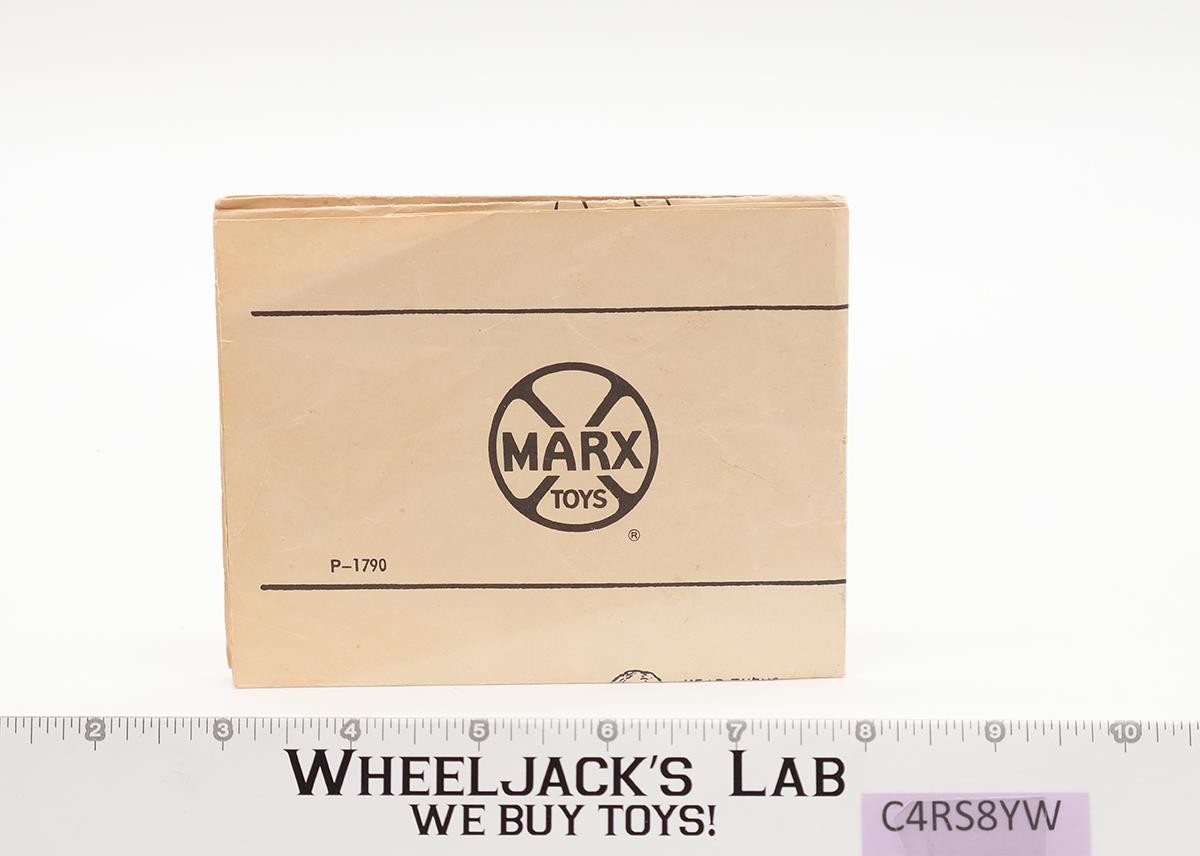 MARX
TOYS
®
P-1790
2 3 4 5 6 7 8 9 10
WHEELJACK'S LAB
WE BUY TOYS!
C4RS8YW